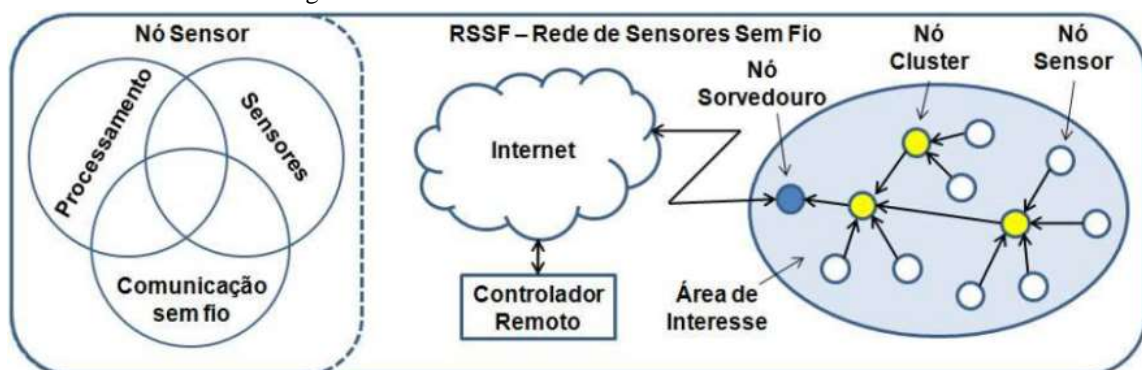 Nó Sensor
Processamento
Sensores
Comunicação
sem fio
RSSF – Rede de Sensores Sem Fio
Internet
Controlador
Remoto
Nó
Sorvedouro
Nó
Cluster
Nó
Sensor
Área de
Interesse